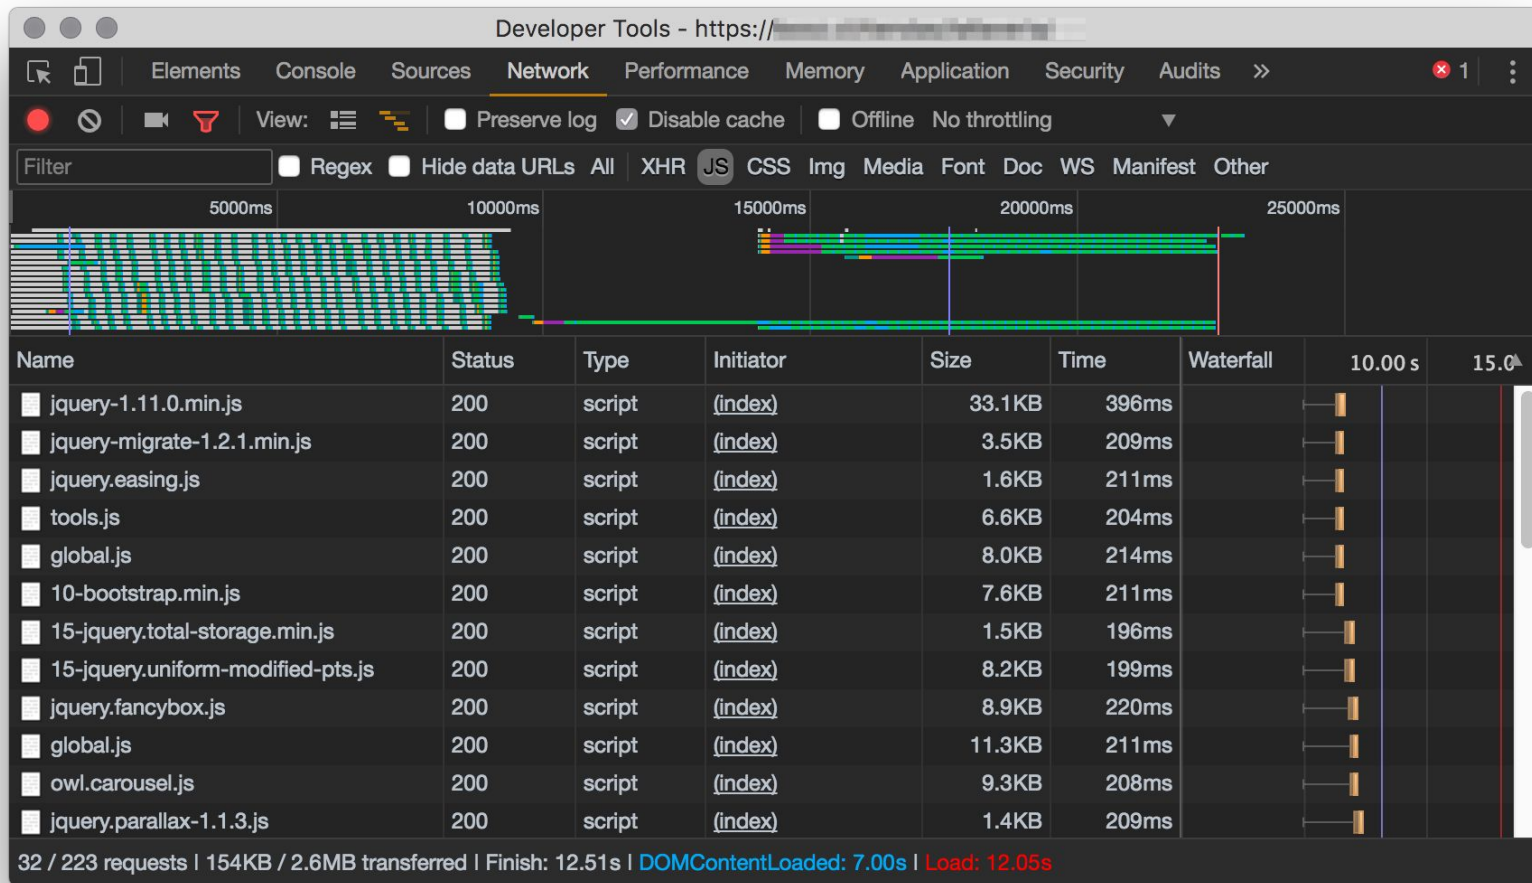 Developer Tools - https://
Elements Console Sources Network Performance Memory Application Security Audits » 1
View: Preserve log Disable cache Offline No throttling
Filter Regex Hide data URLs All XHR JS CSS Img Media Font Doc WS Manifest Other
5000ms 10000ms 15000ms 20000ms 25000ms
Name Status Type Initiator Size Time Waterfall 10.00 s 15.0
jquery-1.11.0.min.js 200 script (index) 33.1KB 396ms
jquery-migrate-1.2.1.min.js 200 script (index) 3.5KB 209ms
jquery.easing.js 200 script (index) 1.6KB 211ms
tools.js 200 script (index) 6.6KB 204ms
global.js 200 script (index) 8.0KB 214ms
10-bootstrap.min.js 200 script (index) 7.6KB 211ms
15-jquery.total-storage.min.js 200 script (index) 1.5KB 196ms
15-jquery.uniform-modified-pts.js 200 script (index) 8.2KB 199ms
jquery.fancybox.js 200 script (index) 8.9KB 220ms
global.js 200 script (index) 11.3KB 211ms
owl.carousel.js 200 script (index) 9.3KB 208ms
jquery.parallax-1.1.3.js 200 script (index) 1.4KB 209ms
32 / 223 requests | 154KB / 2.6MB transferred | Finish: 12.51s | DOMContentLoaded: 7.00s | Load: 12.05s